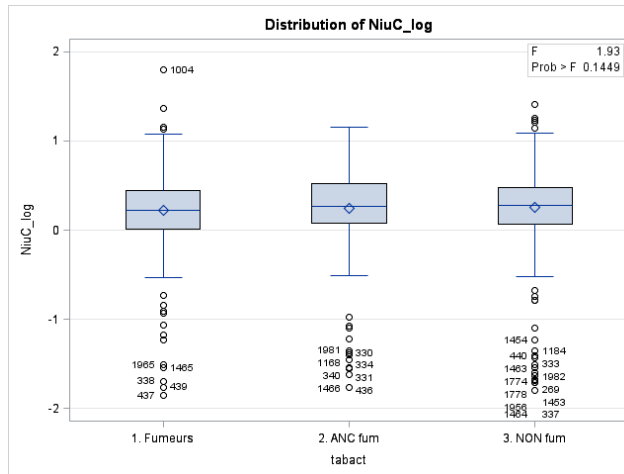 Distribution of NiuC_log
F 1.93
Prob > F 0.1449
2
1
0
-1
-2
NiuC_log
1004
1965 1465
338 439
437
1981 330
1168 334
340 331
1466 436
1454 1184
440 333
1463 1982
1774 269
1778 1453
1956 337
1464
1. Fumeurs
2. ANC fum
3. NON fum
tabact